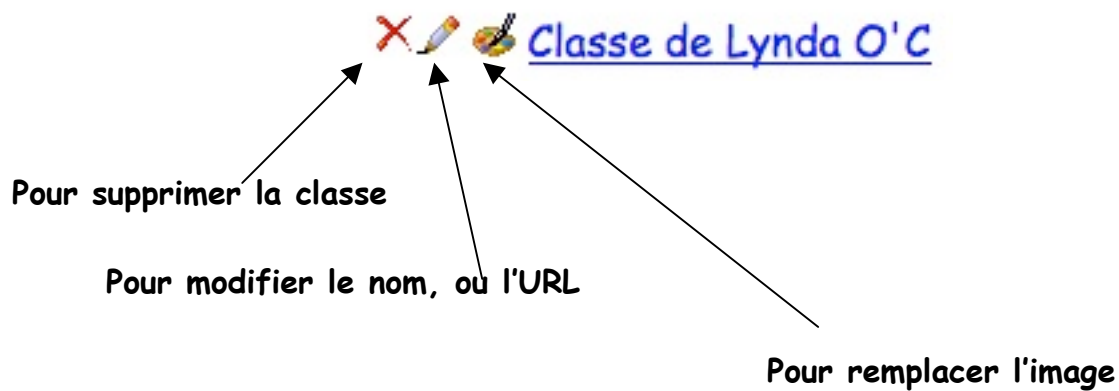 Classe de Lynda O'C
Pour supprimer la classe
Pour modifier le nom, ou l'URL
Pour remplacer l'image